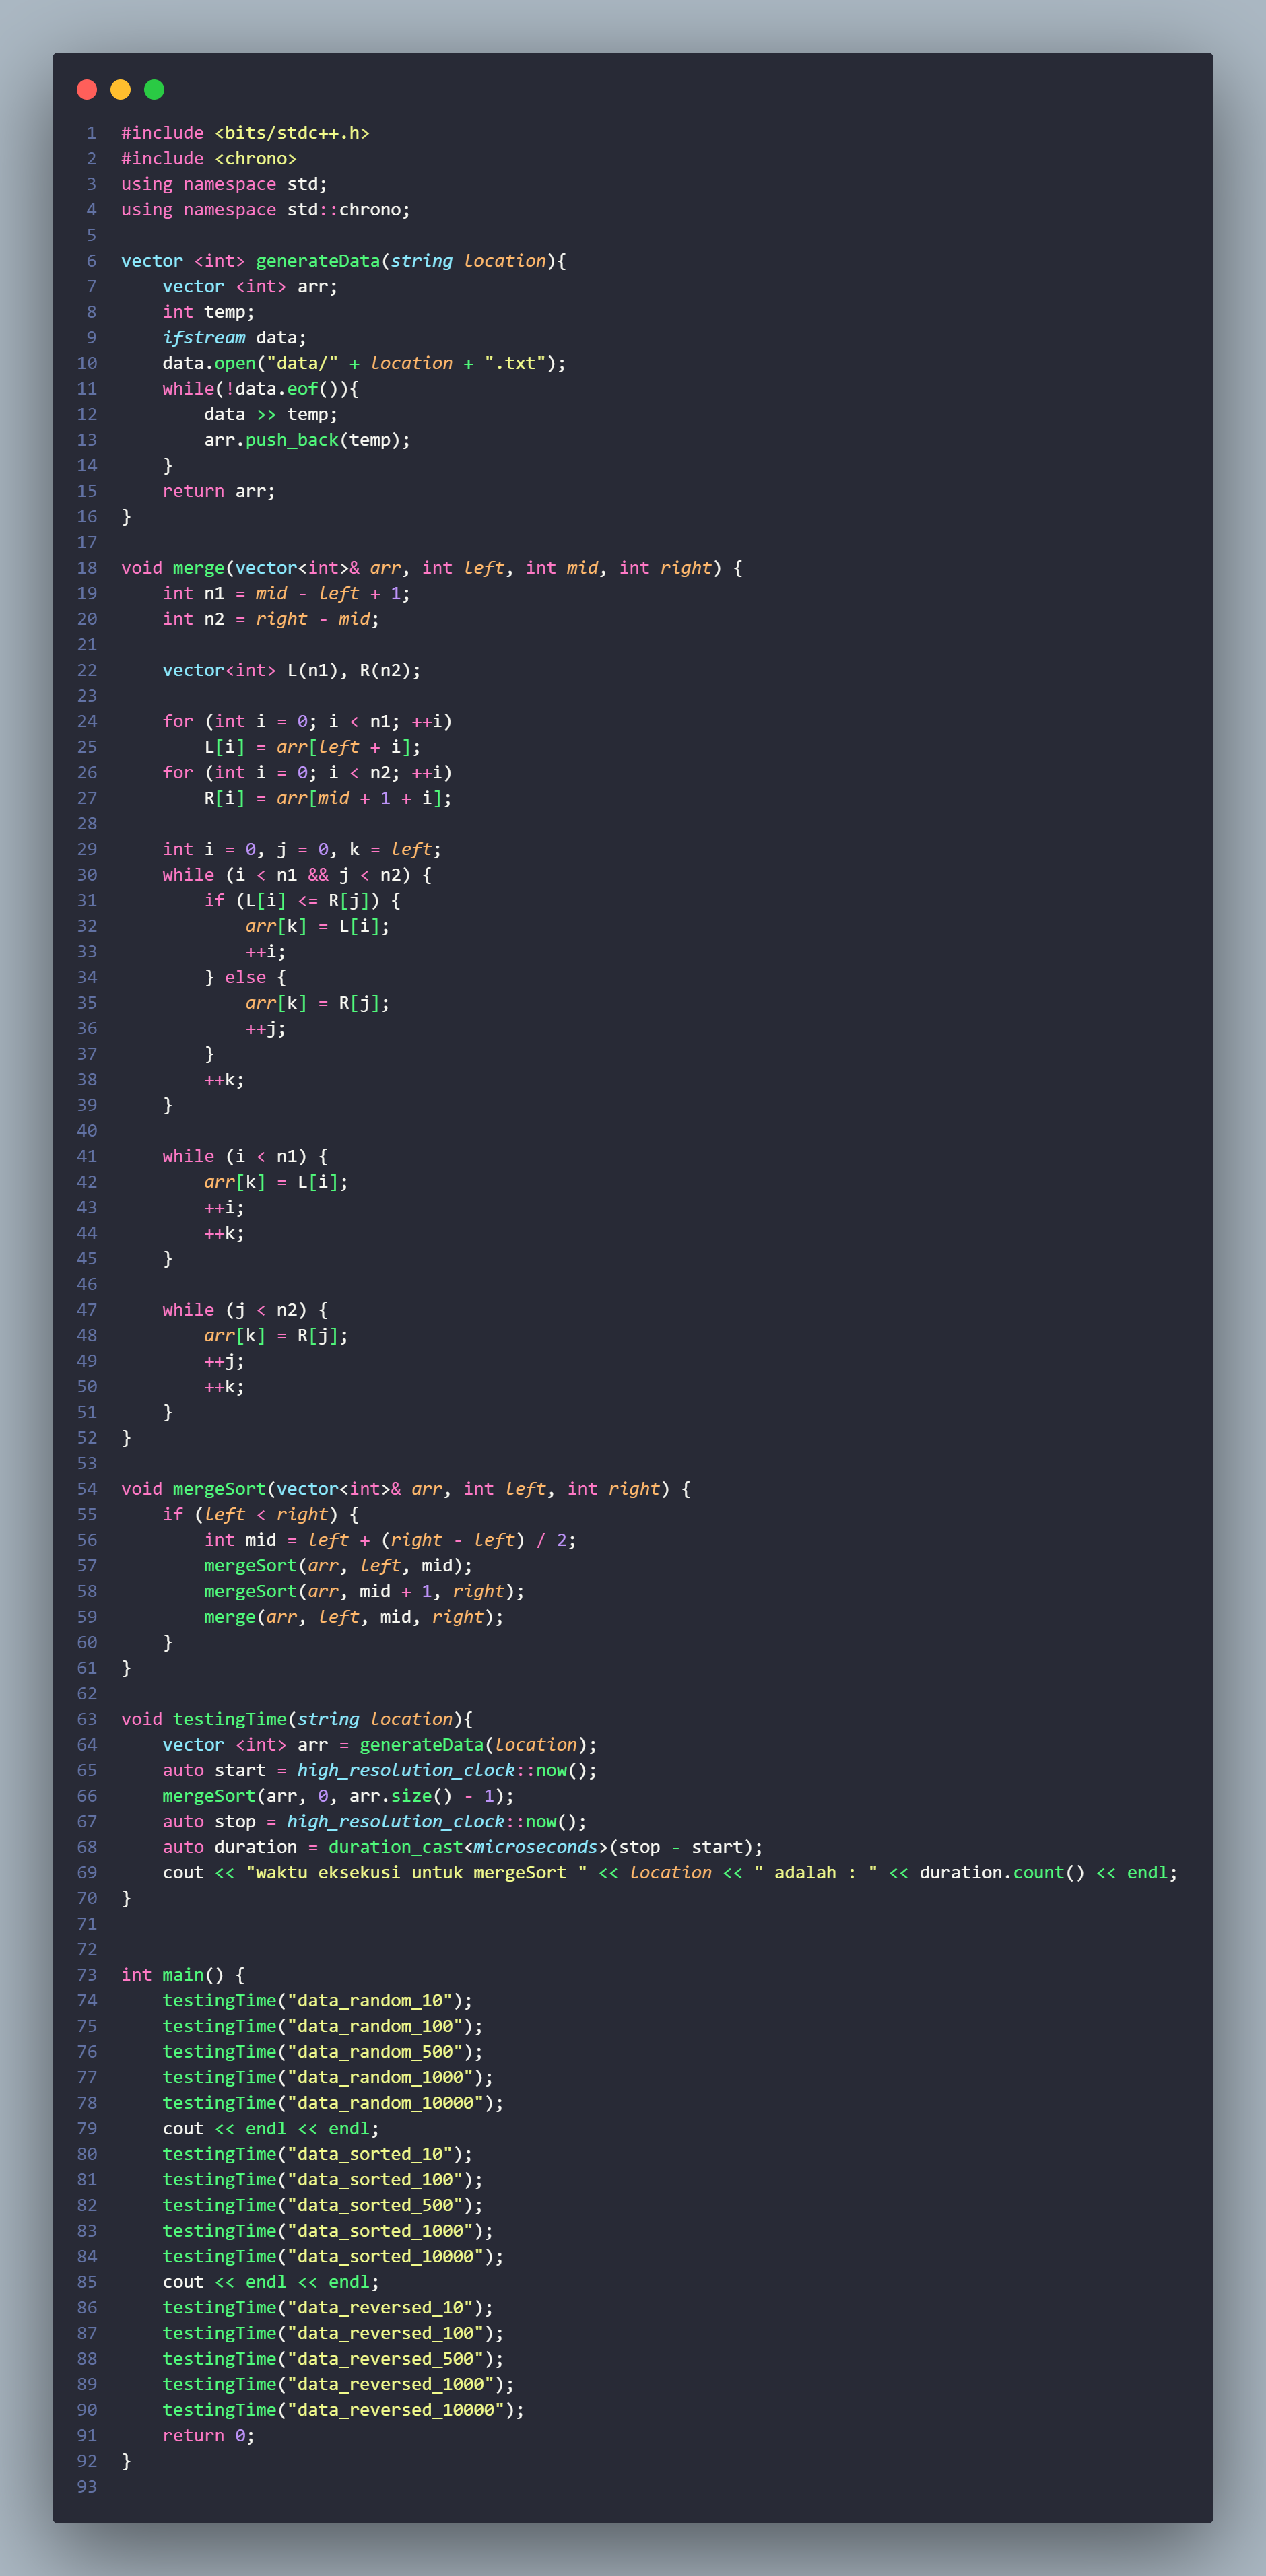 1 #include <bits/stdc++.h>
2 #include <chrono>
3 using namespace std;
4 using namespace std::chrono;
5
6 vector <int> generateData(string location){
7     vector <int> arr;
8     int temp;
9     ifstream data;
10     data.open("data/" + location + ".txt");
11     while(!data.eof()){
12         data >> temp;
13         arr.push_back(temp);
14     }
15     return arr;
16 }
17
18 void merge(vector<int>& arr, int left, int mid, int right) {
19     int n1 = mid - left + 1;
20     int n2 = right - mid;
21
22     vector<int> L(n1), R(n2);
23
24     for (int i = 0; i < n1; ++i)
25         L[i] = arr[left + i];
26     for (int i = 0; i < n2; ++i)
27         R[i] = arr[mid + 1 + i];
28
29     int i = 0, j = 0, k = left;
30     while (i < n1 && j < n2) {
31         if (L[i] <= R[j]) {
32             arr[k] = L[i];
33             ++i;
34         } else {
35             arr[k] = R[j];
36             ++j;
37         }
38         ++k;
39     }
40
41     while (i < n1) {
42         arr[k] = L[i];
43         ++i;
44         ++k;
45     }
46
47     while (j < n2) {
48         arr[k] = R[j];
49         ++j;
50         ++k;
51     }
52 }
53
54 void mergeSort(vector<int>& arr, int left, int right) {
55     if (left < right) {
56         int mid = left + (right - left) / 2;
57         mergeSort(arr, left, mid);
58         mergeSort(arr, mid + 1, right);
59         merge(arr, left, mid, right);
60     }
61 }
62
63 void testingTime(string location){
64     vector <int> arr = generateData(location);
65     auto start = high_resolution_clock::now();
66     mergeSort(arr, 0, arr.size() - 1);
67     auto stop = high_resolution_clock::now();
68     auto duration = duration_cast<microseconds>(stop - start);
69     cout << "waktu eksekusi untuk mergeSort " << location << " adalah : " << duration.count() << endl;
70 }
71
72
73 int main() {
74     testingTime("data_random_10");
75     testingTime("data_random_100");
76     testingTime("data_random_500");
77     testingTime("data_random_1000");
78     testingTime("data_random_10000");
79     cout << endl << endl;
80     testingTime("data_sorted_10");
81     testingTime("data_sorted_100");
82     testingTime("data_sorted_500");
83     testingTime("data_sorted_1000");
84     testingTime("data_sorted_10000");
85     cout << endl << endl;
86     testingTime("data_reversed_10");
87     testingTime("data_reversed_100");
88     testingTime("data_reversed_500");
89     testingTime("data_reversed_1000");
90     testingTime("data_reversed_10000");
91     return 0;
92 }
93